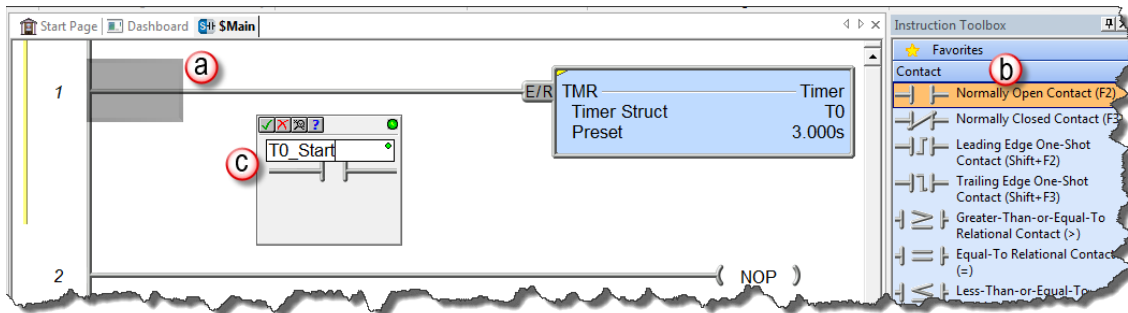 Start Page Dashboard $Main
a
1
E/R
TMR Timer
Timer Struct T0
Preset 3.000s
?
T0_Start
c
2
NOP
Instruction Toolbox
Favorites
Contact
b
Normally Open Contact (F2)
Normally Closed Contact (F3
Leading Edge One-Shot
Contact (Shift+F2)
Trailing Edge One-Shot
Contact (Shift+F3)
Greater-Than-or-Equal-To
Relational Contact (>)
Equal-To Relational Contact
(=)
Less-Than-or-Equal-To